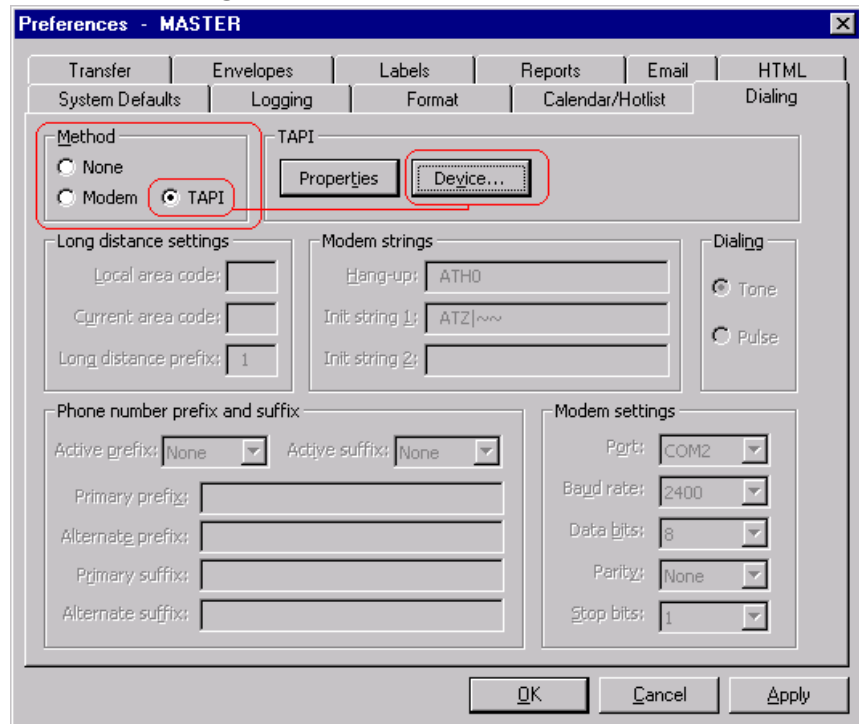 Preferences - MASTER
Transfer Envelopes Labels Reports Email HTML
System Defaults Logging Format Calendar/Hotlist Dialing
Method
None
Modem TAPI
TAPI
Properties Device...
Long distance settings
Local area code:
Current area code:
Long distance prefix: 1
Modem strings
Hang-up: ATH0
Init string 1: ATZ|~~
Init string 2:
Dialing
Tone
Pulse
Phone number prefix and suffix
Active prefix: None Active suffix: None
Primary prefix:
Alternate prefix:
Primary suffix:
Alternate suffix:
Modem settings
Port: COM2
Baud rate: 2400
Data bits: 8
Parity: None
Stop bits: 1
OK Cancel Apply